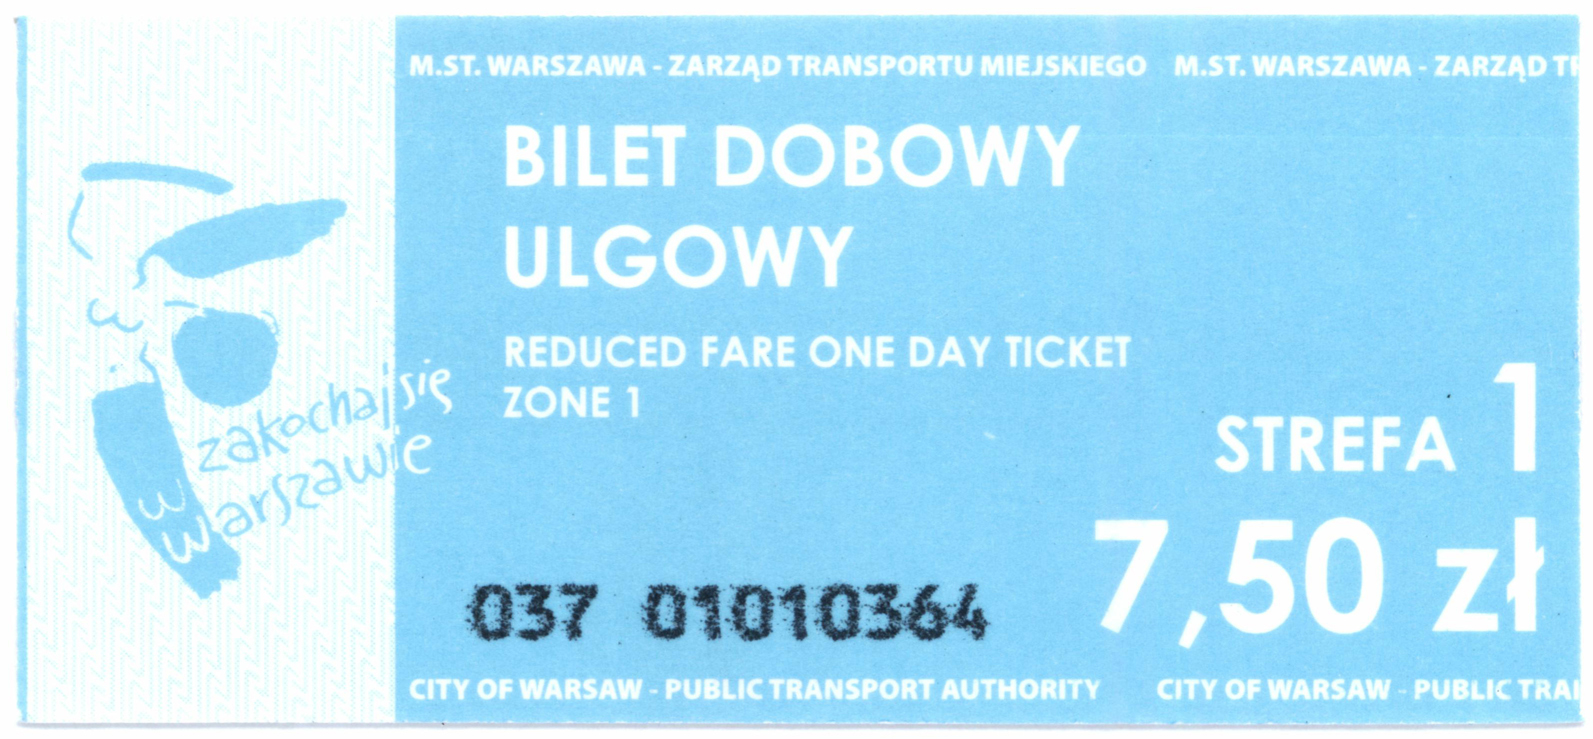 M.ST. WARSZAWA - ZARZĄD TRANSPORTU MIEJSKIEGO M.ST. WARSZAWA - ZARZĄD
BILET DOBOWY
ULGOWY
REDUCED FARE ONE DAY TICKET
ZONE 1
zakochaj się
w warszawie
STREFA 1
7,50 zł
037 01010364
CITY OF WARSAW - PUBLIC TRANSPORT AUTHORITY CITY OF WARSAW - PUBLIC